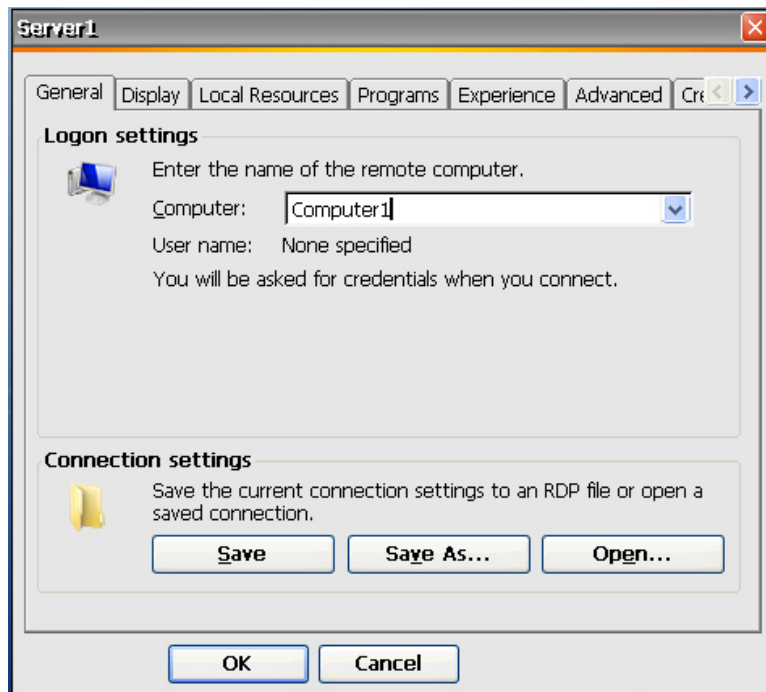 Server1
General Display Local Resources Programs Experience Advanced
Logon settings
Enter the name of the remote computer.
Computer: Computer1
User name: None specified
You will be asked for credentials when you connect.
Connection settings
Save the current connection settings to an RDP file or open a
saved connection.
Save Save As... Open...
OK Cancel